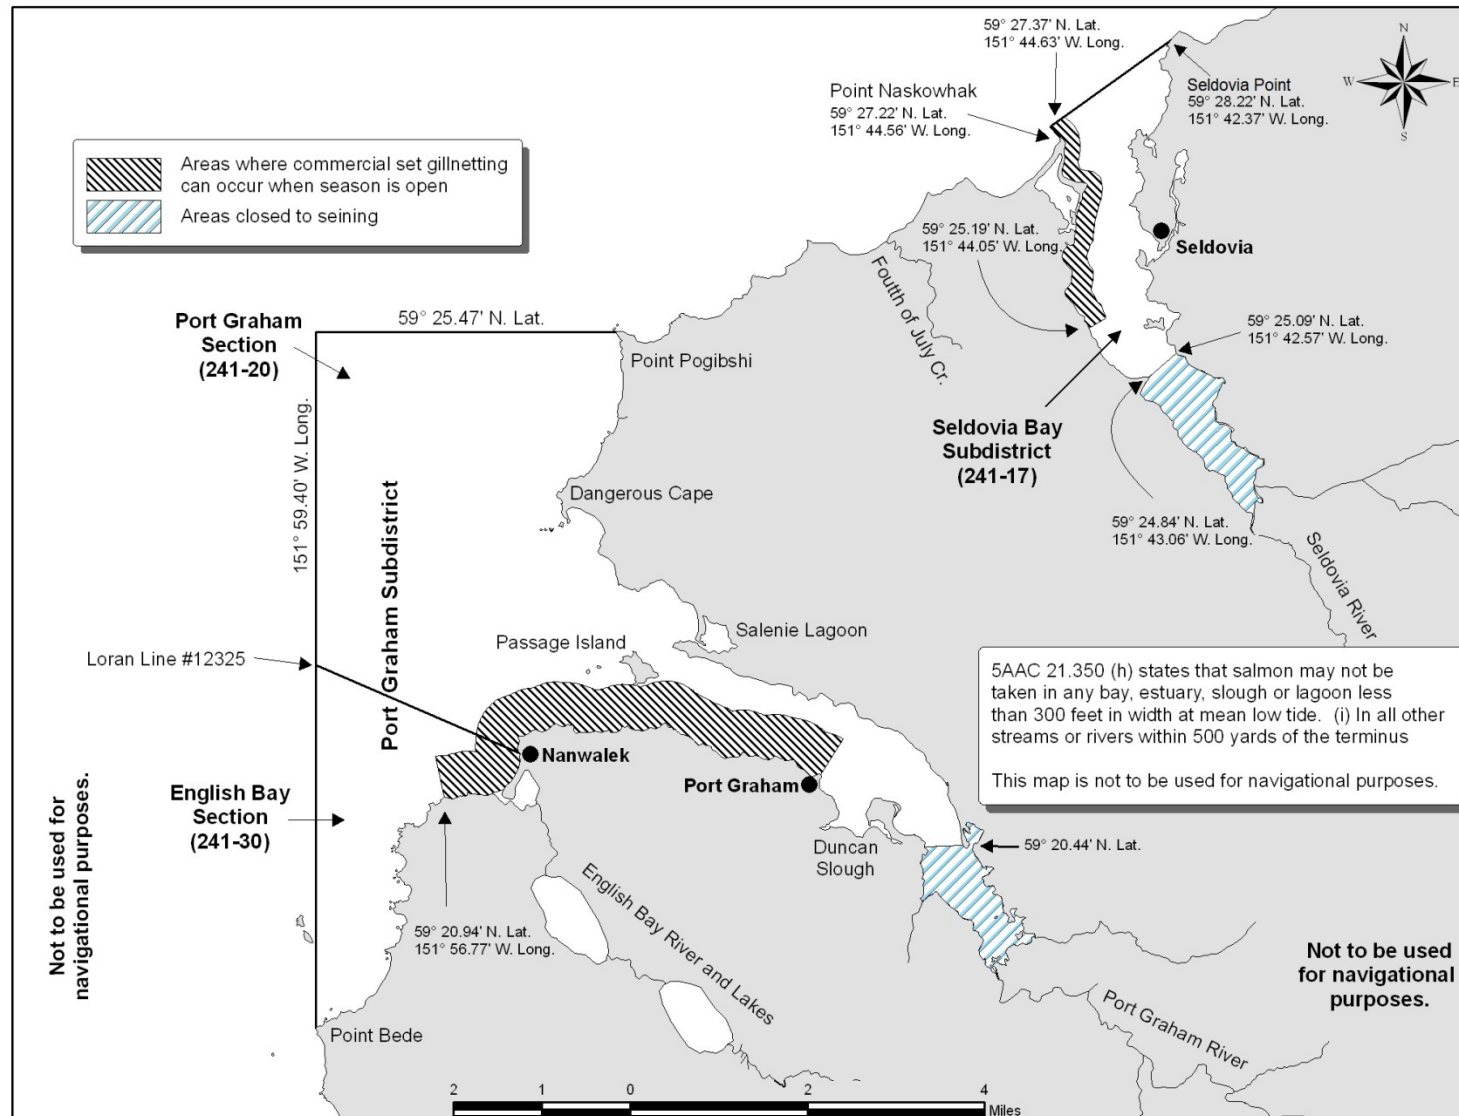 59° 27.37' N. Lat.
151° 44.63' W. Long.
N
W
E
S
Point Naskowhak
59° 27.22' N. Lat.
151° 44.56' W. Long.
Seldovia Point
59° 28.22' N. Lat.
151° 42.37' W. Long.
Areas where commercial set gillnetting
can occur when season is open
Areas closed to seining
59° 25.19' N. Lat.
151° 44.05' W. Long.
Seldovia
Foutth of July Cr.
Port Graham
Section
(241-20)
59° 25.47' N. Lat.
Point Pogibshi
59° 25.09' N. Lat.
151° 42.57' W. Long.
151° 59.40' W. Long.
Port Graham Subdistrict
Seldovia Bay
Subdistrict
(241-17)
Dangerous Cape
59° 24.84' N. Lat.
151° 43.06' W. Long.
Seldovia River
Salenie Lagoon
Passage Island
Loran Line #12325
5AAC 21.350 (h) states that salmon may not be
taken in any bay, estuary, slough or lagoon less
than 300 feet in width at mean low tide. (i) In all other
streams or rivers within 500 yards of the terminus
This map is not to be used for navigational purposes.
Nanwalek
Port Graham
English Bay
Section
(241-30)
Not to be used for
navigational purposes.
Duncan
Slough
59° 20.44' N. Lat.
English Bay River and Lakes
59° 20.94' N. Lat.
151° 56.77' W. Long.
Not to be used
for navigational
purposes.
Port Graham River
Point Bede
2 1 0 2 4
Miles